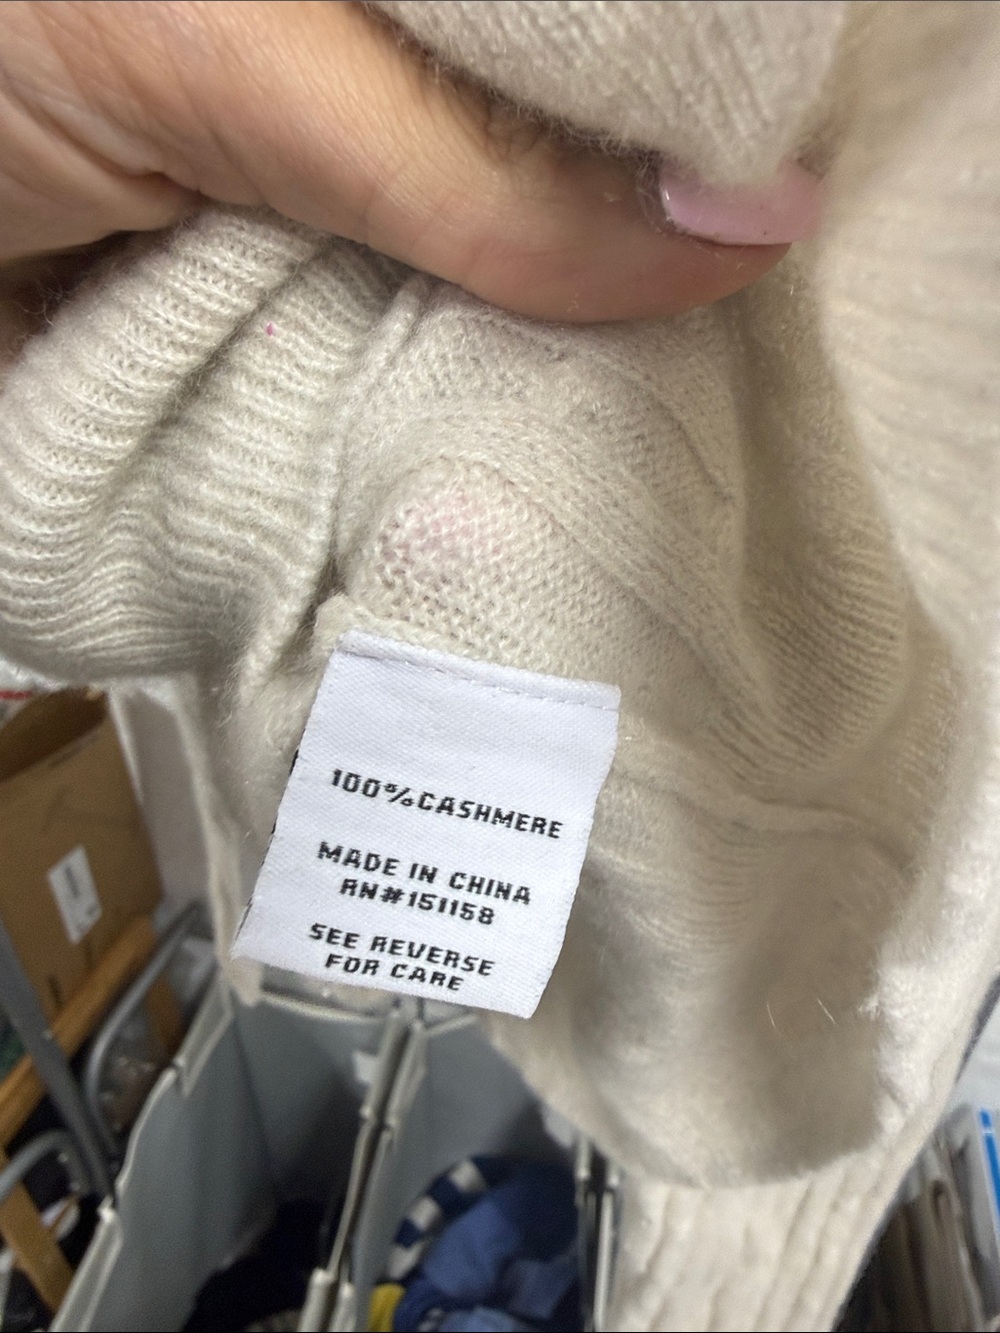 100%CASHMERE
MADE IN CHINA
RN#151158
SEE REVERSE
FOR CARE